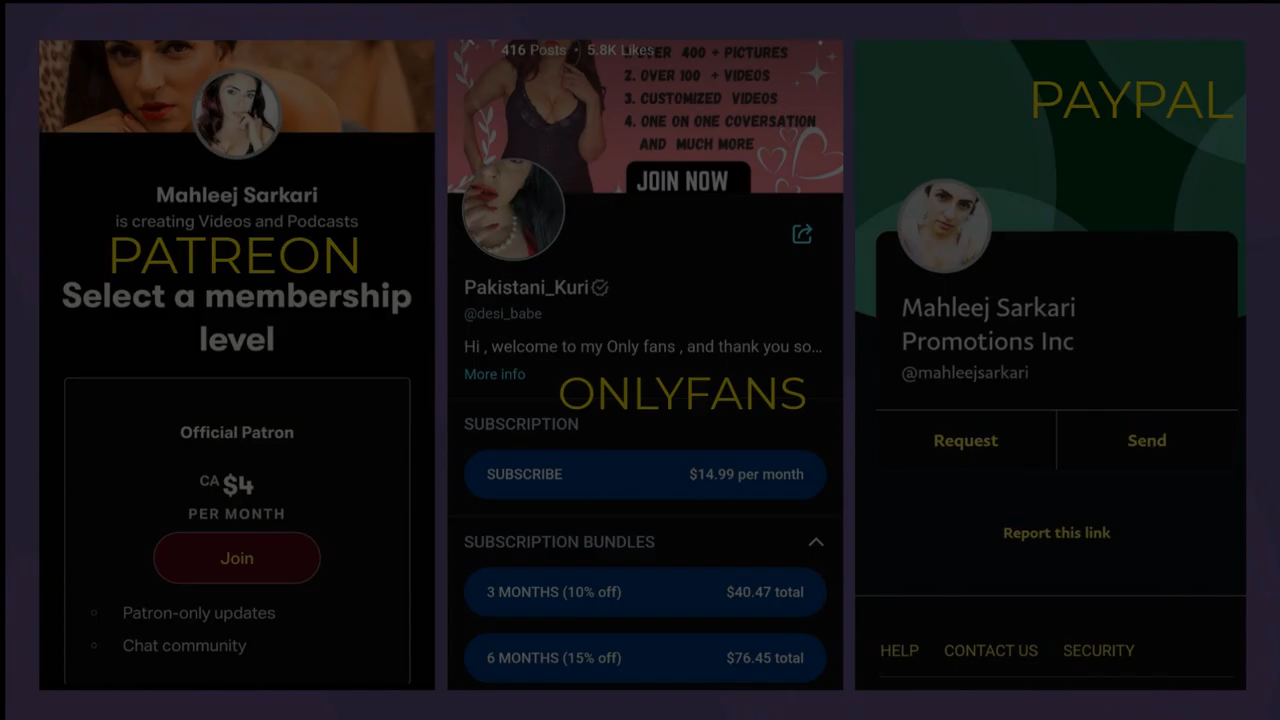 Mahleej Sarkari
is creating Videos and Podcasts
PATREON
Select a membership
level
Official Patron
CA $4
PER MONTH
Join
Patron-only updates
Chat community
416 Posts • 5.8K Likes
1. OVER 400 + PICTURES
2. OVER 100 + VIDEOS
3. CUSTOMIZED VIDEOS
4. ONE ON ONE COVERSATION
AND MUCH MORE
JOIN NOW
Pakistani_Kuri
@desi_babe
Hi , welcome to my Only fans , and thank you so...
More info
ONLYFANS
SUBSCRIPTION
SUBSCRIBE $14.99 per month
SUBSCRIPTION BUNDLES
3 MONTHS (10% off) $40.47 total
6 MONTHS (15% off) $76.45 total
PAYPAL
Mahleej Sarkari
Promotions Inc
@mahleejsarkari
Request Send
Report this link
HELP CONTACT US SECURITY